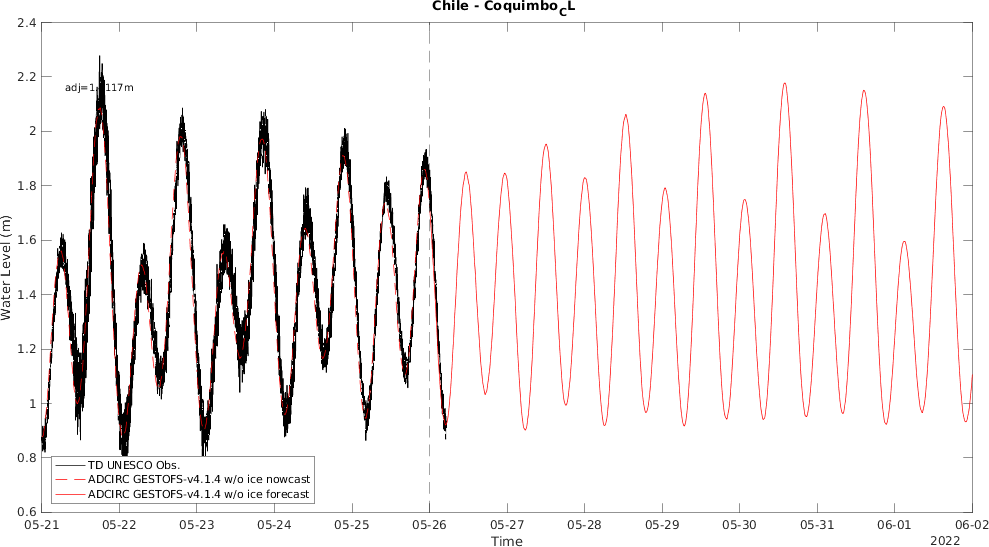 Chile - Coquimbo_CL
2.4
2.2
2
1.8
1.6
1.4
1.2
1
0.8
0.6
Water Level (m)
adj=1.117m
TD UNESCO Obs.
ADCIRC GESTOFS-v4.1.4 w/o ice nowcast
ADCIRC GESTOFS-v4.1.4 w/o ice forecast
05-21 05-22 05-23 05-24 05-25 05-26 05-27 05-28 05-29 05-30 05-31 06-01 06-02
Time
2022